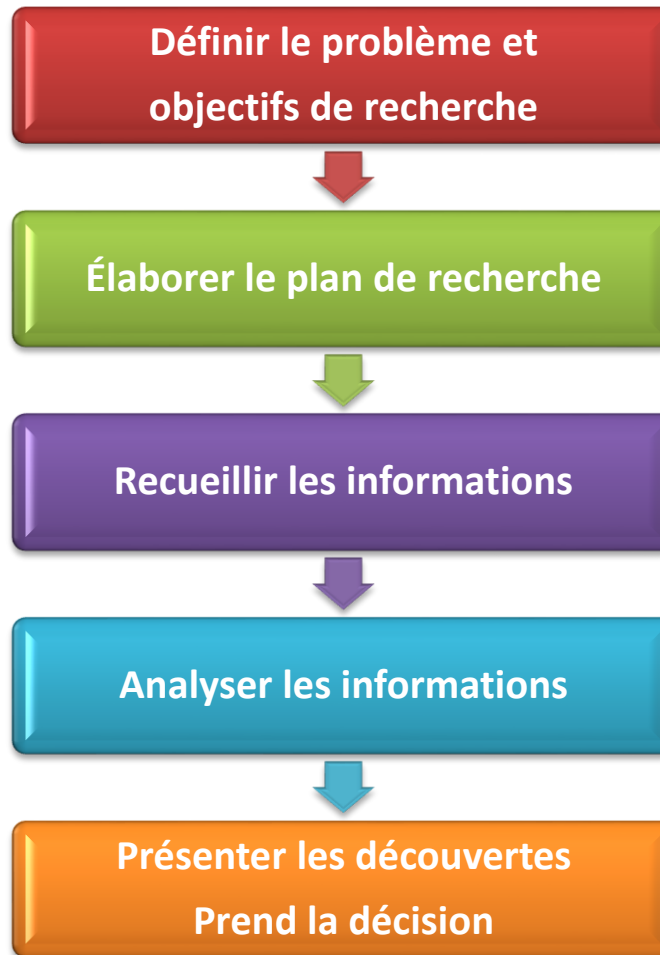 Définir le problème et
objectifs de recherche
Élaborer le plan de recherche
Recueillir les informations
Analyser les informations
Présenter les découvertes
Prend la décision